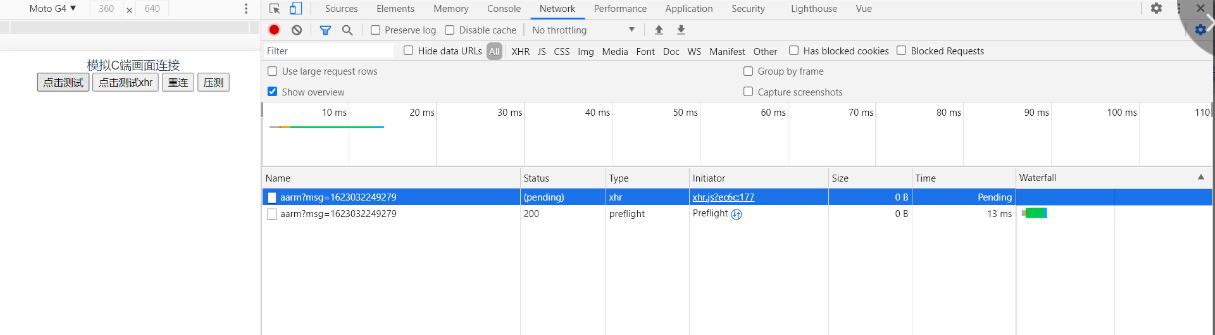 Moto G4 ▼ 360 × 640
Sources Elements Memory Console Network Performance Application Security Lighthouse Vue
Preserve log Disable cache No throttling
Filter Hide data URLs All XHR JS CSS Img Media Font Doc WS Manifest Other Has blocked cookies Blocked Requests
Use large request rows Group by frame
Show overview Capture screenshots
10 ms 20 ms 30 ms 40 ms 50 ms 60 ms 70 ms 80 ms 90 ms 100 ms 110
Name Status Type Initiator Size Time Waterfall
aarm?msg=1623032249279 (pending) xhr xhr.js?ec6c:177 0 B Pending
aarm?msg=1623032249279 200 preflight Preflight 0 B 13 ms
模拟C端画面连接
点击测试 点击测试xhr 重连 压测